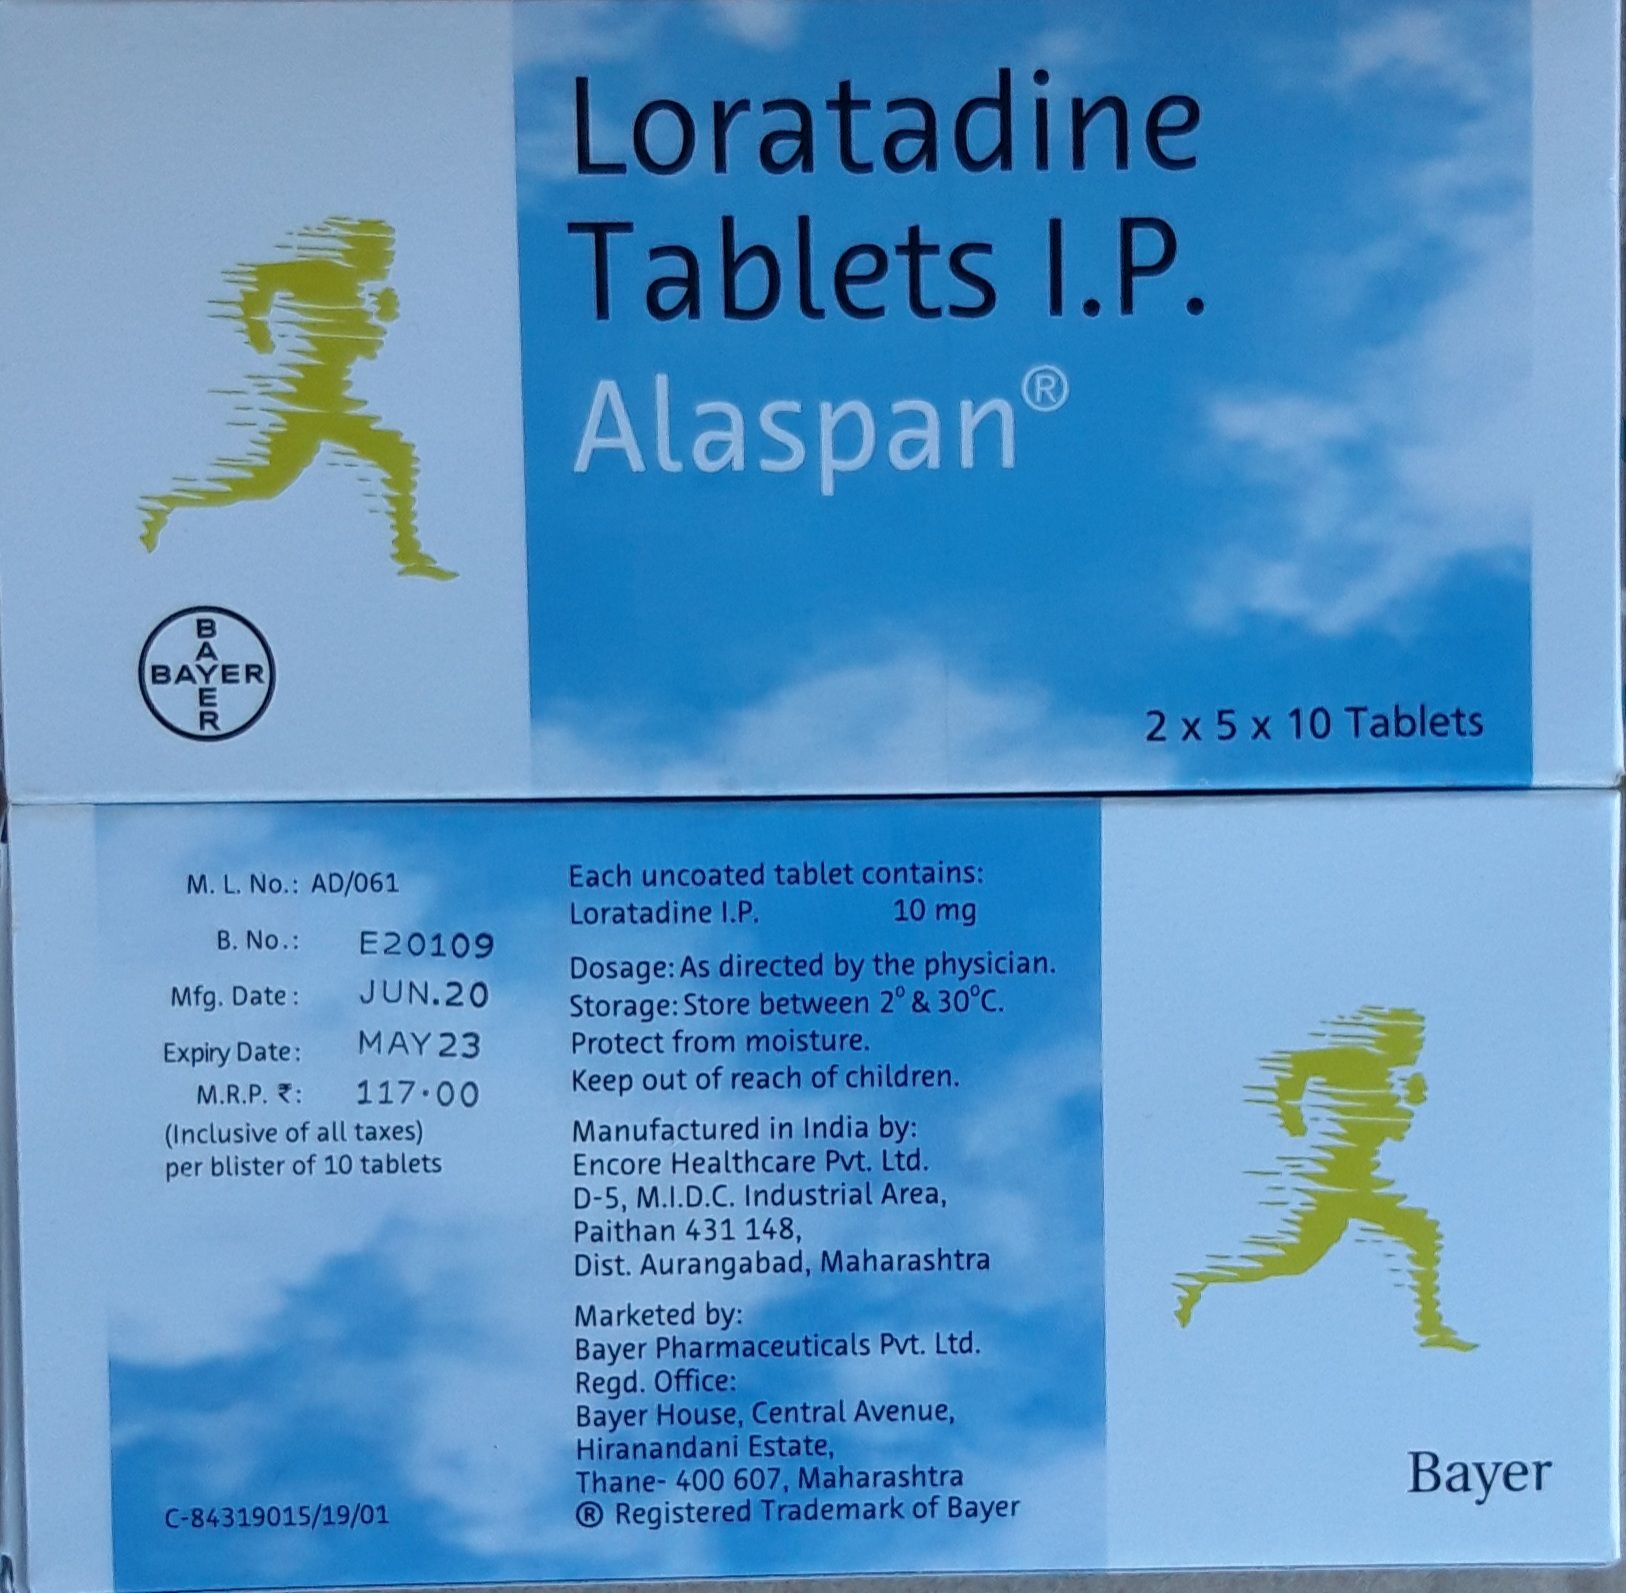 Loratadine
Tablets I.P.
Alaspan®
B
A
BAYER
E
R
2 x 5 x 10 Tablets
M. L. No.: AD/061
B. No.: E20109
Mfg. Date: JUN.20
Expiry Date: MAY 23
M.R.P. ₹: 117·00
(Inclusive of all taxes)
per blister of 10 tablets
C-84319015/19/01
Each uncoated tablet contains:
Loratadine I.P. 10 mg
Dosage: As directed by the physician.
Storage: Store between 2° & 30°C.
Protect from moisture.
Keep out of reach of children.
Manufactured in India by:
Encore Healthcare Pvt. Ltd.
D-5, M.I.D.C. Industrial Area,
Paithan 431 148,
Dist. Aurangabad, Maharashtra
Marketed by:
Bayer Pharmaceuticals Pvt. Ltd.
Regd. Office:
Bayer House, Central Avenue,
Hiranandani Estate,
Thane- 400 607, Maharashtra
® Registered Trademark of Bayer
Bayer